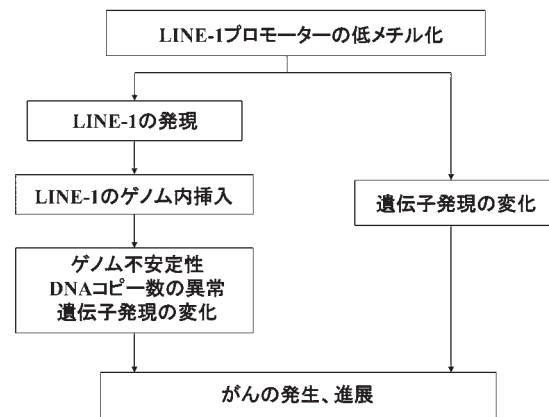 LINE-1プロモーターの低メチル化
LINE-1の発現
LINE-1のゲノム内挿入
遺伝子発現の変化
ゲノム不安定性
DNAコピー数の異常
遺伝子発現の変化
がんの発生、進展